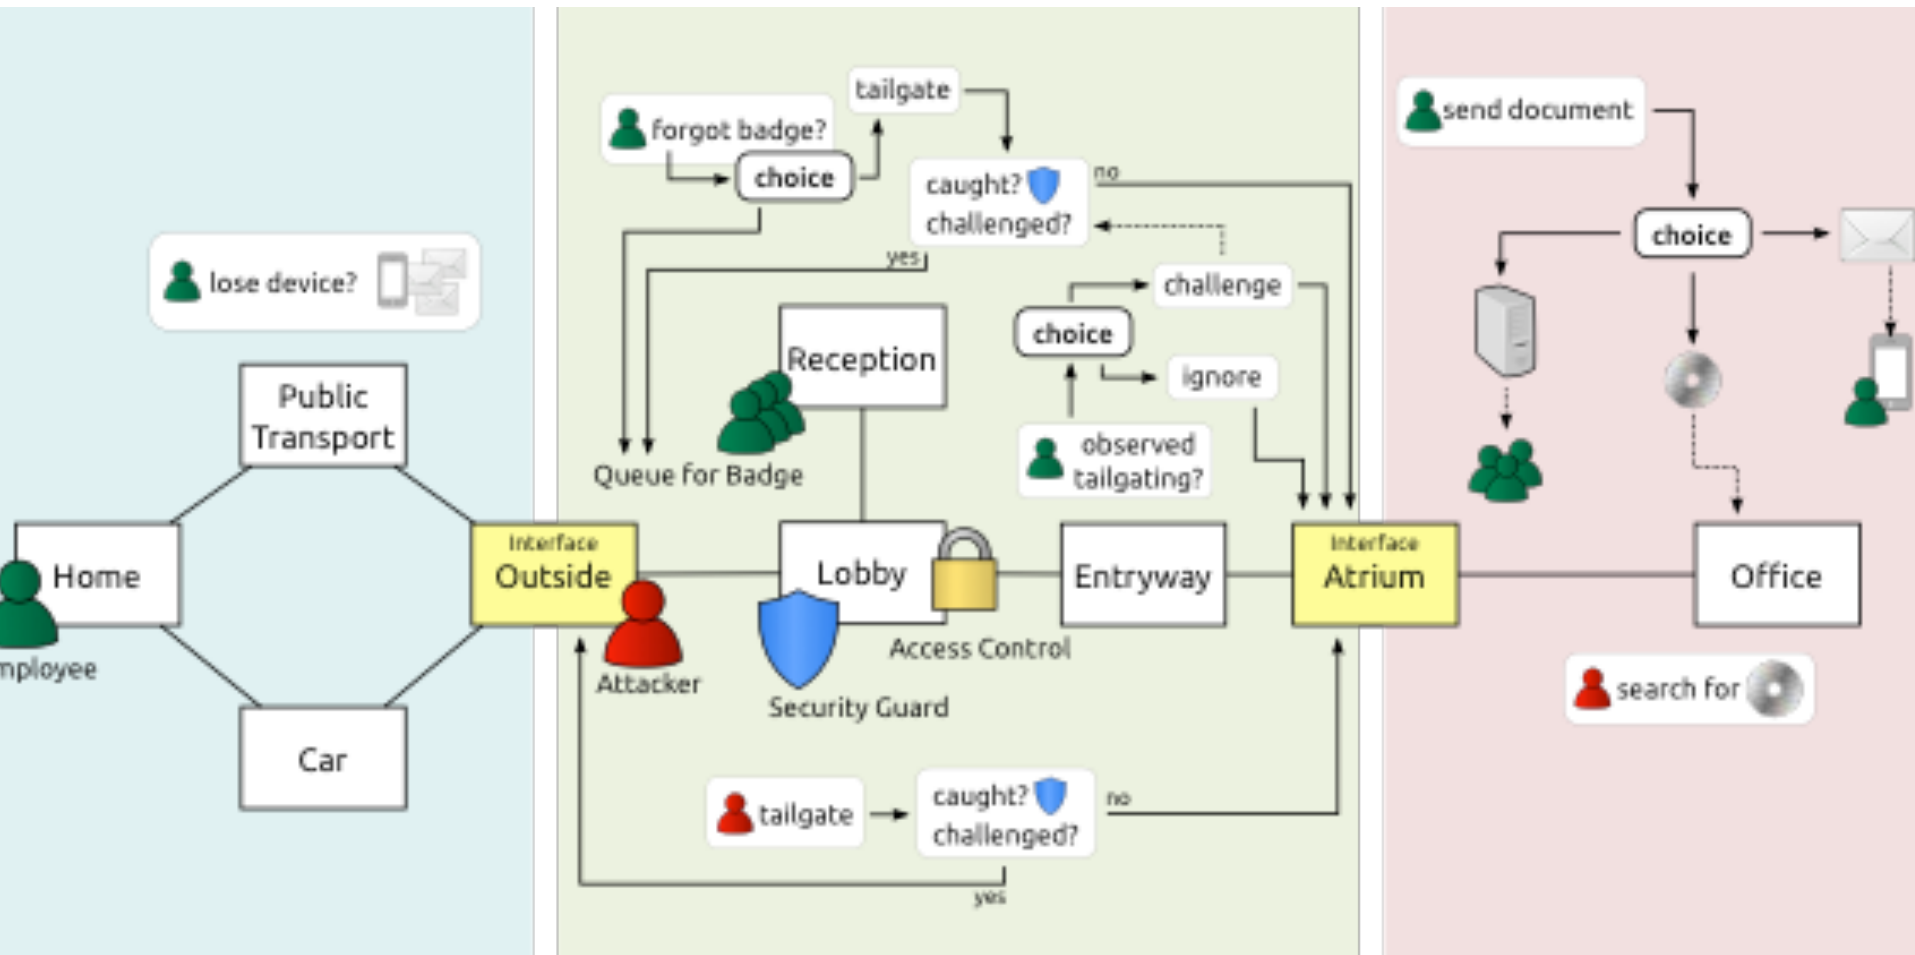 lose device?
Public
Transport
Home
mployee
Car
Interface
Outside
Attacker
tailgate
forgot badge?
choice
caught?
challenged?
no
yes
challenge
choice
ignore
observed
tailgating?
Reception
Queue for Badge
Lobby
Access Control
Security Guard
Entryway
tailgate
caught?
challenged?
no
yes
Interface
Atrium
send document
choice
Office
search for